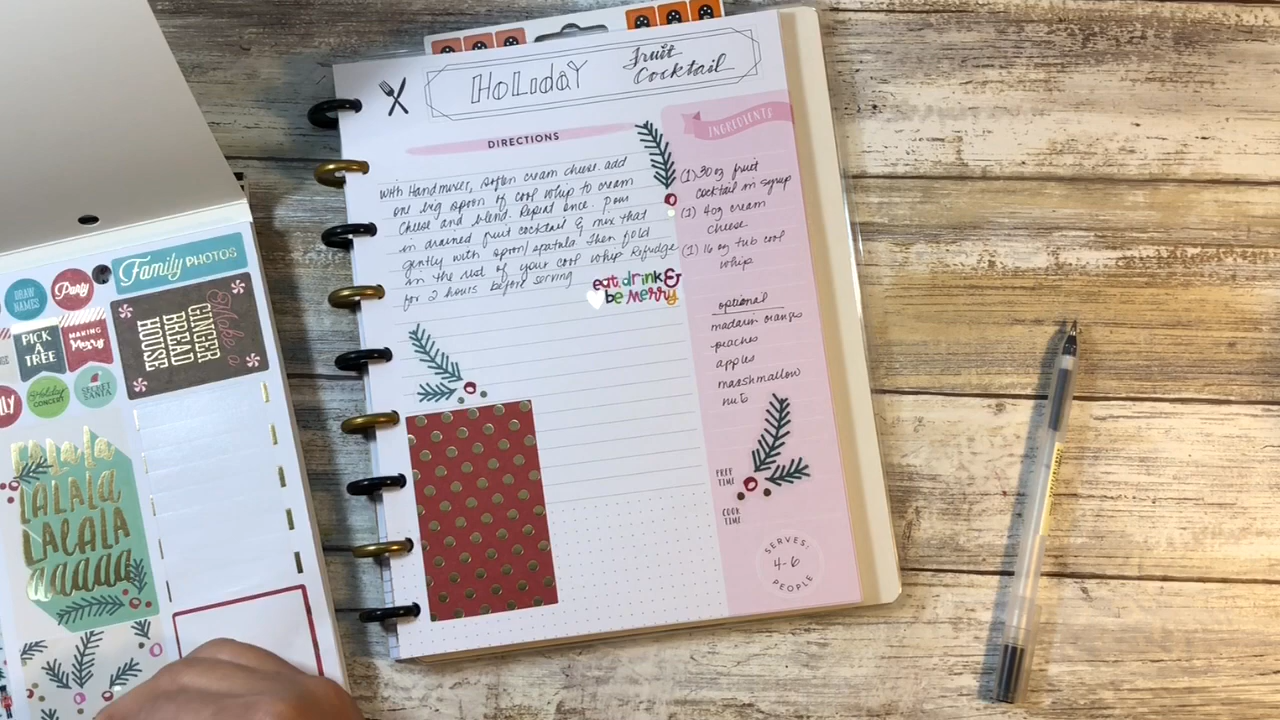 HOLIDAY
Fruit
Cocktail
DIRECTIONS
With Hand mixer, soften cream cheese. add
one big spoon of cool whip to cream
cheese and blend. Repeat once. Pour
in drained fruit cocktail & mix that
gently with spoon/spatula. Then fold
in the rest of your cool whip Refridge
for 2 hours before serving
eat, drink &
be merry
INGREDIENTS
(1) 30 oz fruit
cocktail in syrup
(1) 4oz cream
cheese
(1) 16 oz tub cool
whip
optional
madarin oranges
peaches
apples
marshmallow
nuts
PREP
TIME
COOK
TIME
SERVES:
4-6
PEOPLE
Family PHOTOS
DRAW
NAMES
Party
PICK
A
TREE
MAKING
Merry
Make a
GINGER
BREAD
HOUSE
Holiday
CONCERT
SECRET
SANTA
FaLaLa
LALALa
LALALA
aaaaa